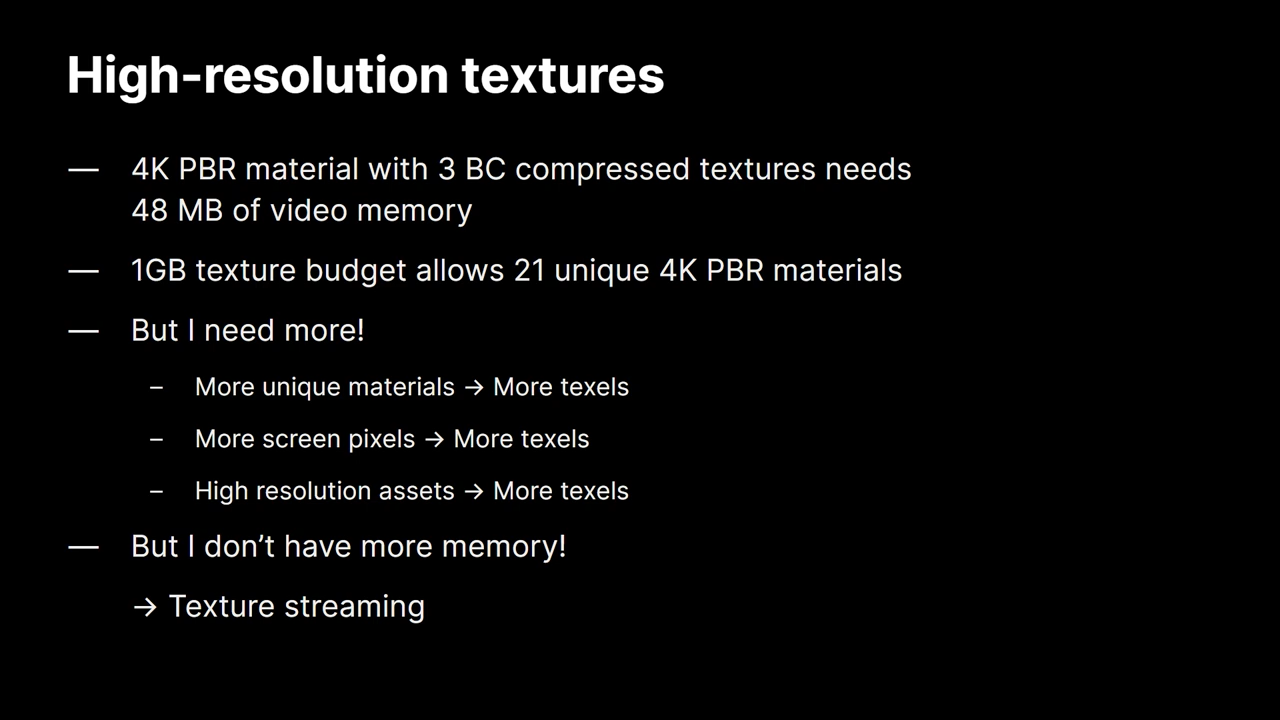 High-resolution textures
— 4K PBR material with 3 BC compressed textures needs
48 MB of video memory
— 1GB texture budget allows 21 unique 4K PBR materials
— But I need more!
– More unique materials → More texels
– More screen pixels → More texels
– High resolution assets → More texels
— But I don’t have more memory!
→ Texture streaming